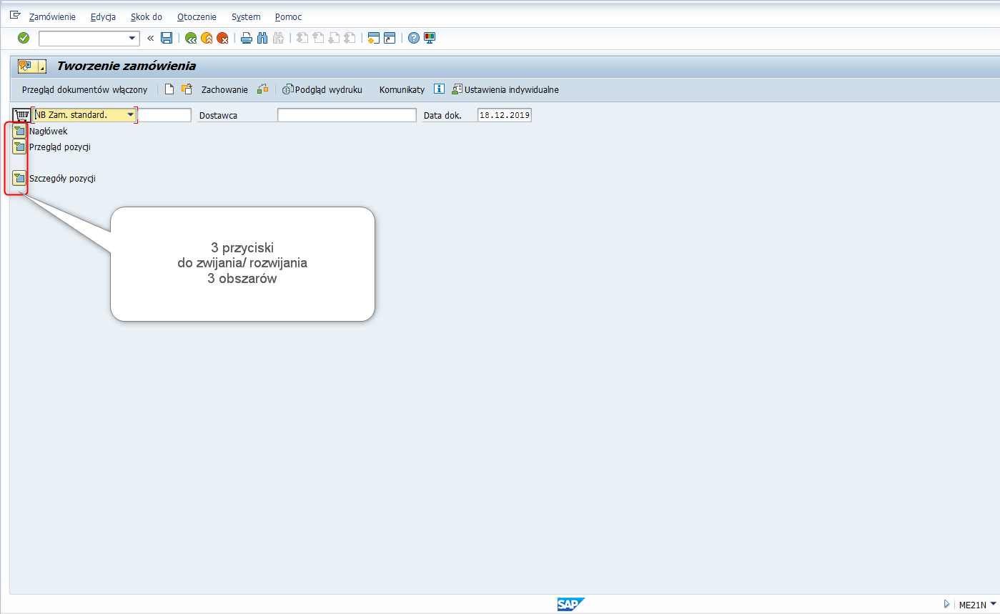 Zamówienie Edycja Skok do Otoczenie System Pomoc
Tworzenie zamówienia
Przegląd dokumentów włączony Zachowanie Podgląd wydruku Komunikaty Ustawienia indywidualne
NB Zam. standard. Dostawca Data dok. 18.12.2019
Nagłówek
Przegląd pozycji
Szczegóły pozycji
3 przyciski
do zwijania/ rozwijania
3 obszarów
SAP ME21N